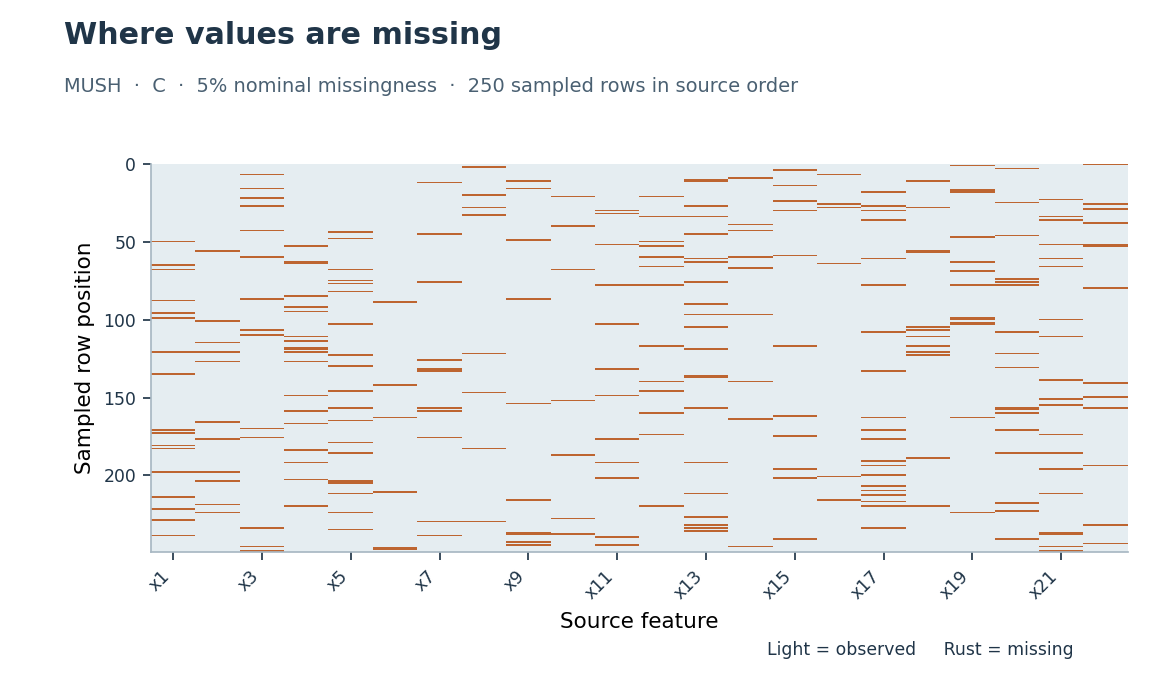 Where values are missing
MUSH · C · 5% nominal missingness · 250 sampled rows in source order
Sampled row position
0
50
100
150
200
x1 x3 x5 x7 x9 x11 x13 x15 x17 x19 x21
Source feature
Light = observed Rust = missing